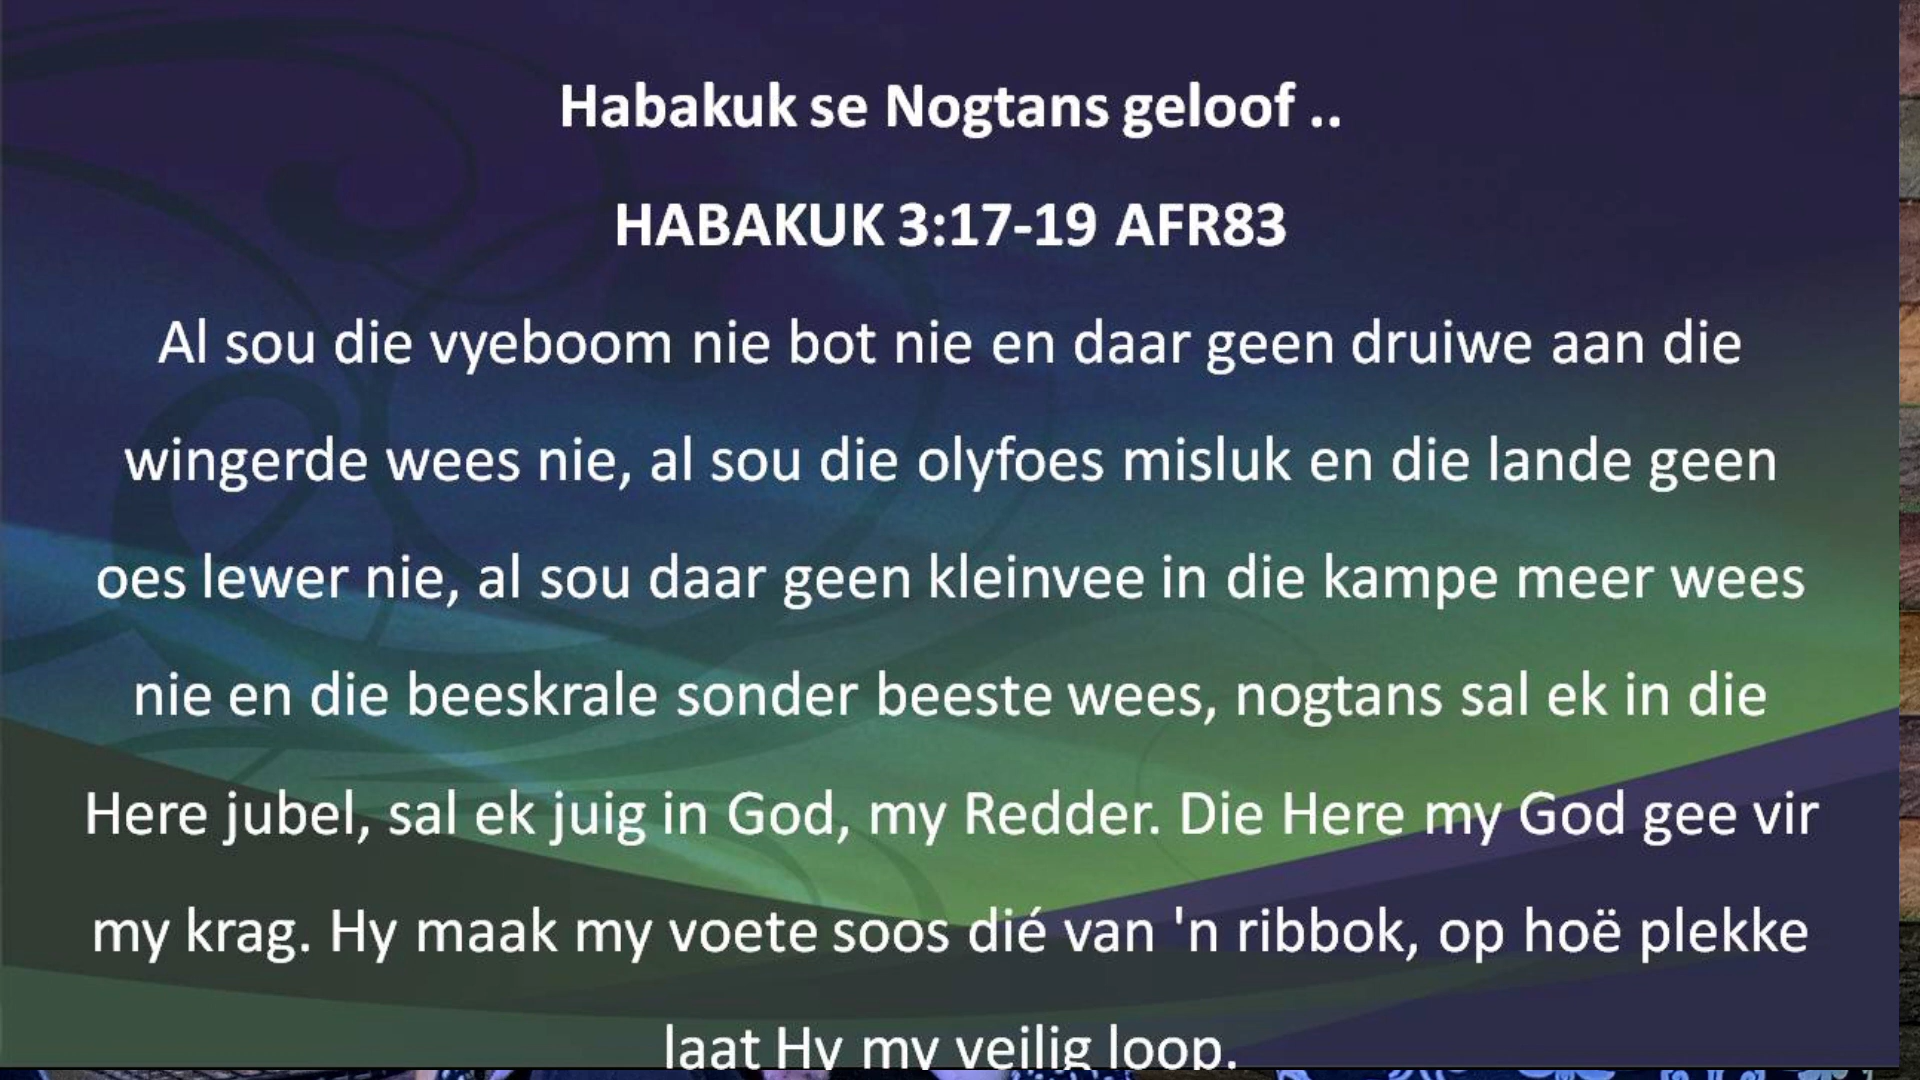 Habakuk se Nogtans geloof ..
HABAKUK 3:17-19 AFR83
Al sou die vyeboom nie bot nie en daar geen druiwe aan die
wingerde wees nie, al sou die olyfoes misluk en die lande geen
oes lewer nie, al sou daar geen kleinvee in die kampe meer wees
nie en die beeskrale sonder beeste wees, nogtans sal ek in die
Here jubel, sal ek juig in God, my Redder. Die Here my God gee vir
my krag. Hy maak my voete soos dié van 'n ribbok, op hoë plekke
laat Hy my veilig loop.